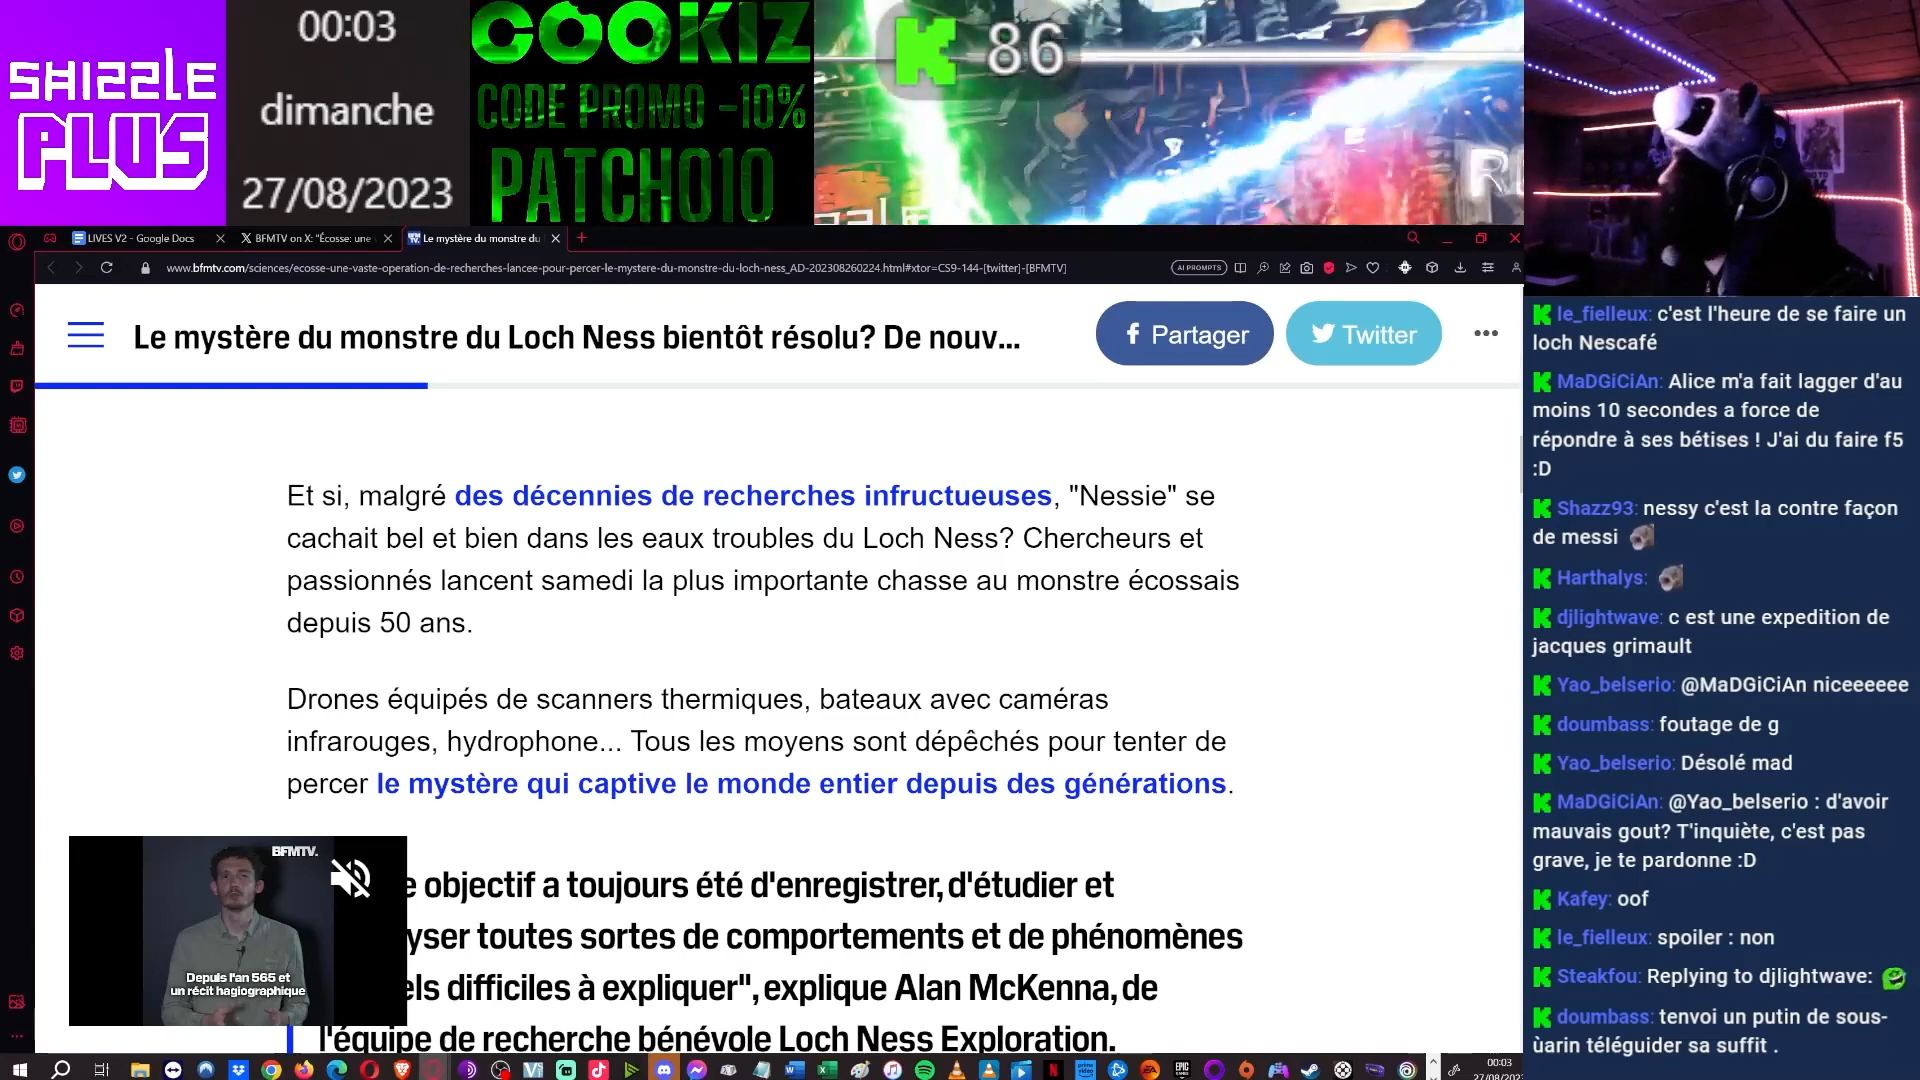 SHIZZLE
PLUS
00:03
dimanche
27/08/2023
COOKIZ
CODE PROMO -10%
PATCH010
86
LIVES V2 - Google Docs
BFMTV on X: "Écosse: une
Le mystère du monstre du
www.bfmtv.com/sciences/ecosse-une-vaste-operation-de-recherches-lancee-pour-percer-le-mystere-du-monstre-du-loch-ness_AD-202308260224.html#xtor=CS9-144-[twitter]-[BFMTV]
AI PROMPTS
Le mystère du monstre du Loch Ness bientôt résolu? De nouv...
Partager
Twitter
Et si, malgré des décennies de recherches infructueuses, "Nessie" se
cachait bel et bien dans les eaux troubles du Loch Ness? Chercheurs et
passionnés lancent samedi la plus importante chasse au monstre écossais
depuis 50 ans.
Drones équipés de scanners thermiques, bateaux avec caméras
infrarouges, hydrophone... Tous les moyens sont dépêchés pour tenter de
percer le mystère qui captive le monde entier depuis des générations.
e objectif a toujours été d'enregistrer, d'étudier et
yser toutes sortes de comportements et de phénomènes
els difficiles à expliquer", explique Alan McKenna, de
l'équipe de recherche bénévole Loch Ness Exploration.
BFMTV.
Depuis l'an 565 et
un récit hagiographique
le_fielleux: c'est l'heure de se faire un
loch Nescafé
MaDGiCiAn: Alice m'a fait lagger d'au
moins 10 secondes a force de
répondre à ses bétises ! J'ai du faire f5
:D
Shazz93: nessy c'est la contre façon
de messi
Harthalys:
djlightwave: c est une expedition de
jacques grimault
Yao_belserio: @MaDGiCiAn niceeeeee
doumbass: foutage de g
Yao_belserio: Désolé mad
MaDGiCiAn: @Yao_belserio : d'avoir
mauvais gout? T'inquiète, c'est pas
grave, je te pardonne :D
Kafey: oof
le_fielleux: spoiler : non
Steakfou: Replying to djlightwave:
doumbass: tenvoi un putin de sous-
ùarin téléguider sa suffit .
00:03
27/08/2023